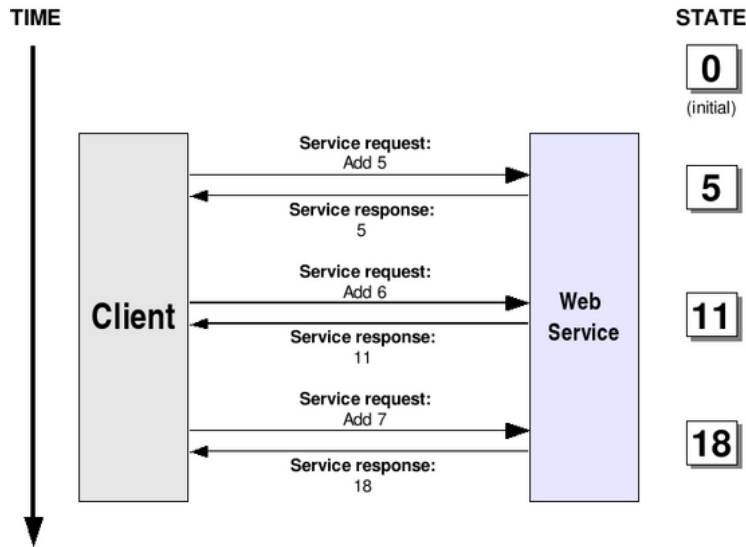 TIME
STATE
0
(initial)
Service request:
Add 5
5
Service response:
5
Service request:
Add 6
Client
Web
Service
11
Service response:
11
Service request:
Add 7
18
Service response:
18